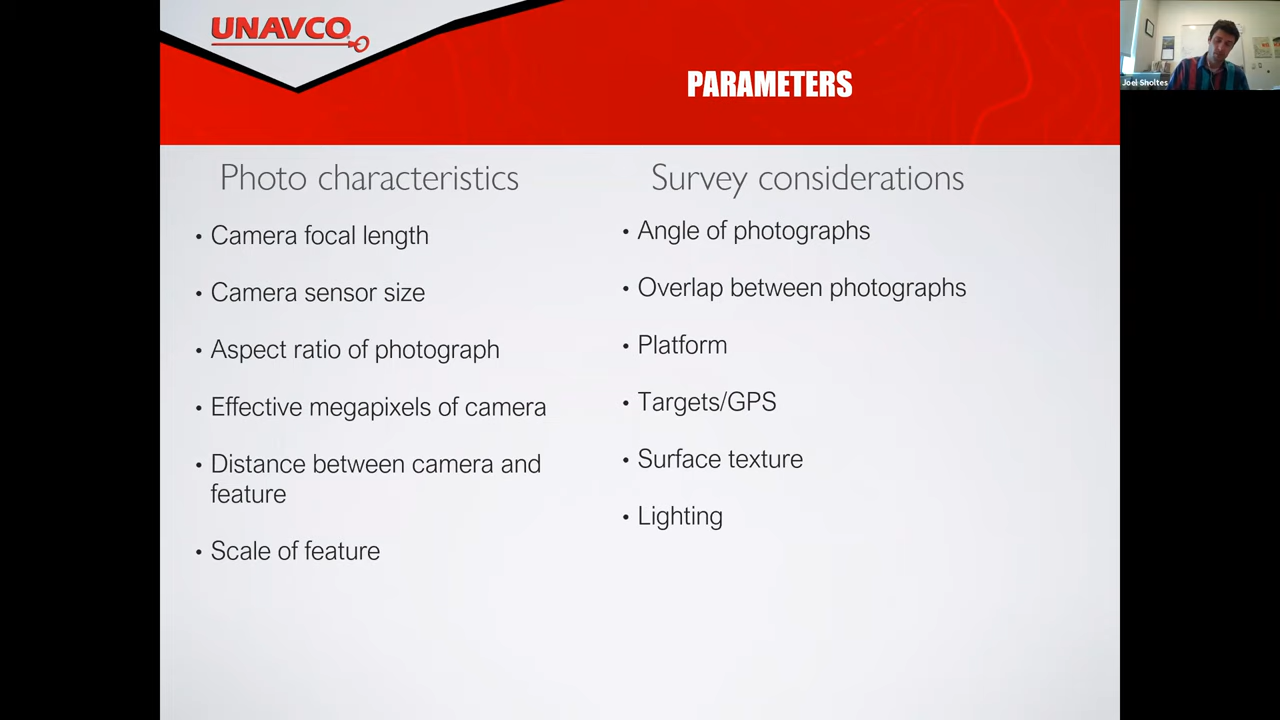 UNAVCO
PARAMETERS
Joel Sholtes
Photo characteristics
• Camera focal length
• Camera sensor size
• Aspect ratio of photograph
• Effective megapixels of camera
• Distance between camera and
feature
• Scale of feature
Survey considerations
• Angle of photographs
• Overlap between photographs
• Platform
• Targets/GPS
• Surface texture
• Lighting